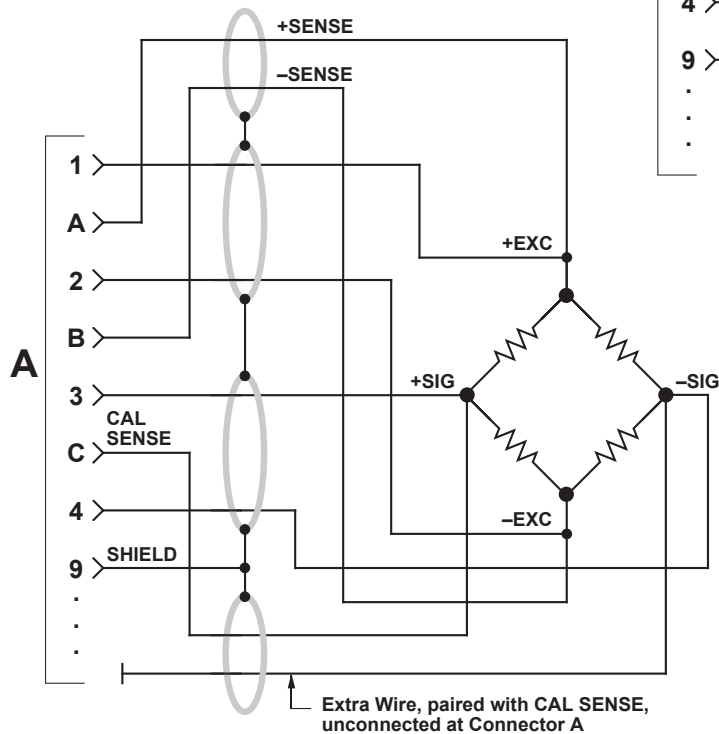 +SENSE
–SENSE
4
9
.
.
.
1
A
2
B
3
CAL
SENSE
C
4
9
SHIELD
.
.
.
A
+EXC
+SIG
–SIG
–EXC
Extra Wire, paired with CAL SENSE,
unconnected at Connector A